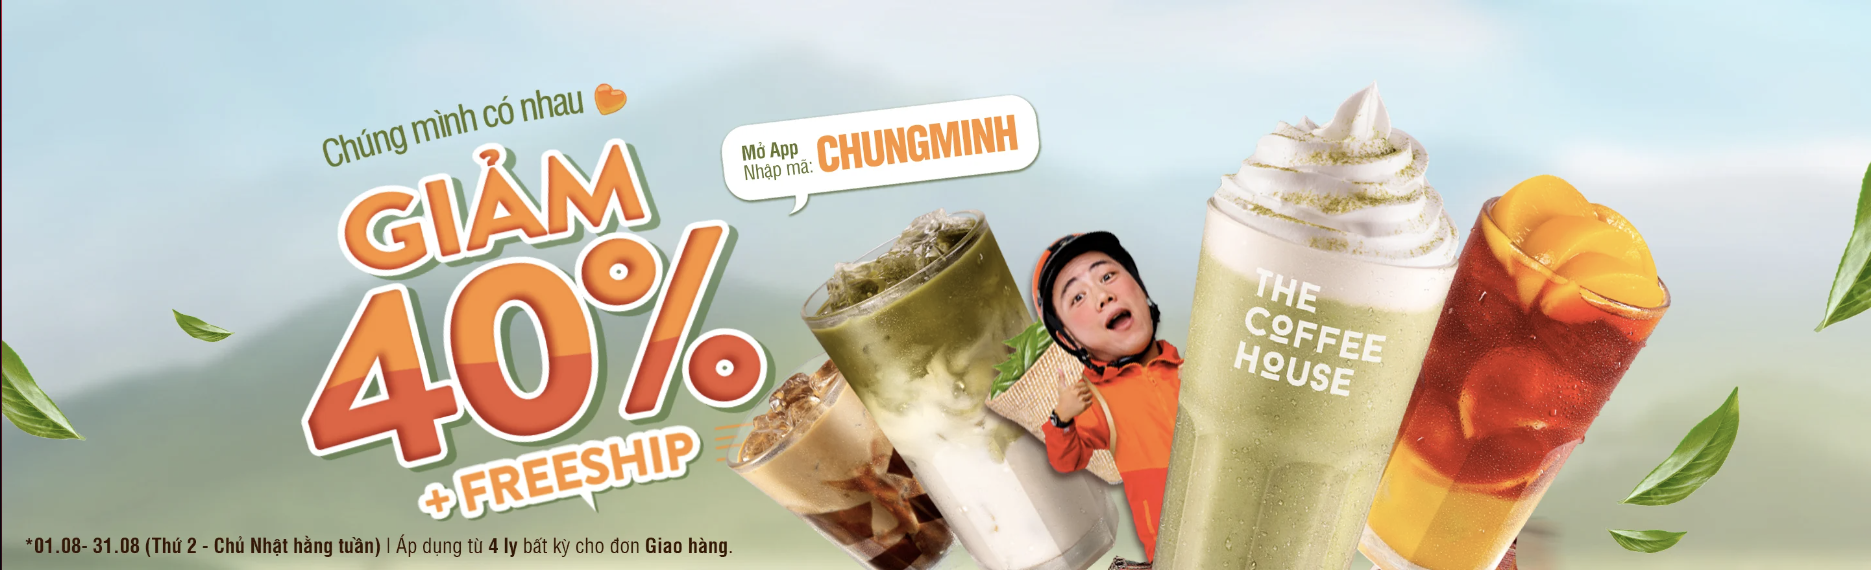 Chúng mình có nhau
GIẢM
40%
+ FREESHIP
Mở App
Nhập mã: CHUNGMINH
THE
COFFEE
HOUSE
*01.08- 31.08 (Thứ 2 - Chủ Nhật hằng tuần) | Áp dụng từ 4 ly bất kỳ cho đơn Giao hàng.